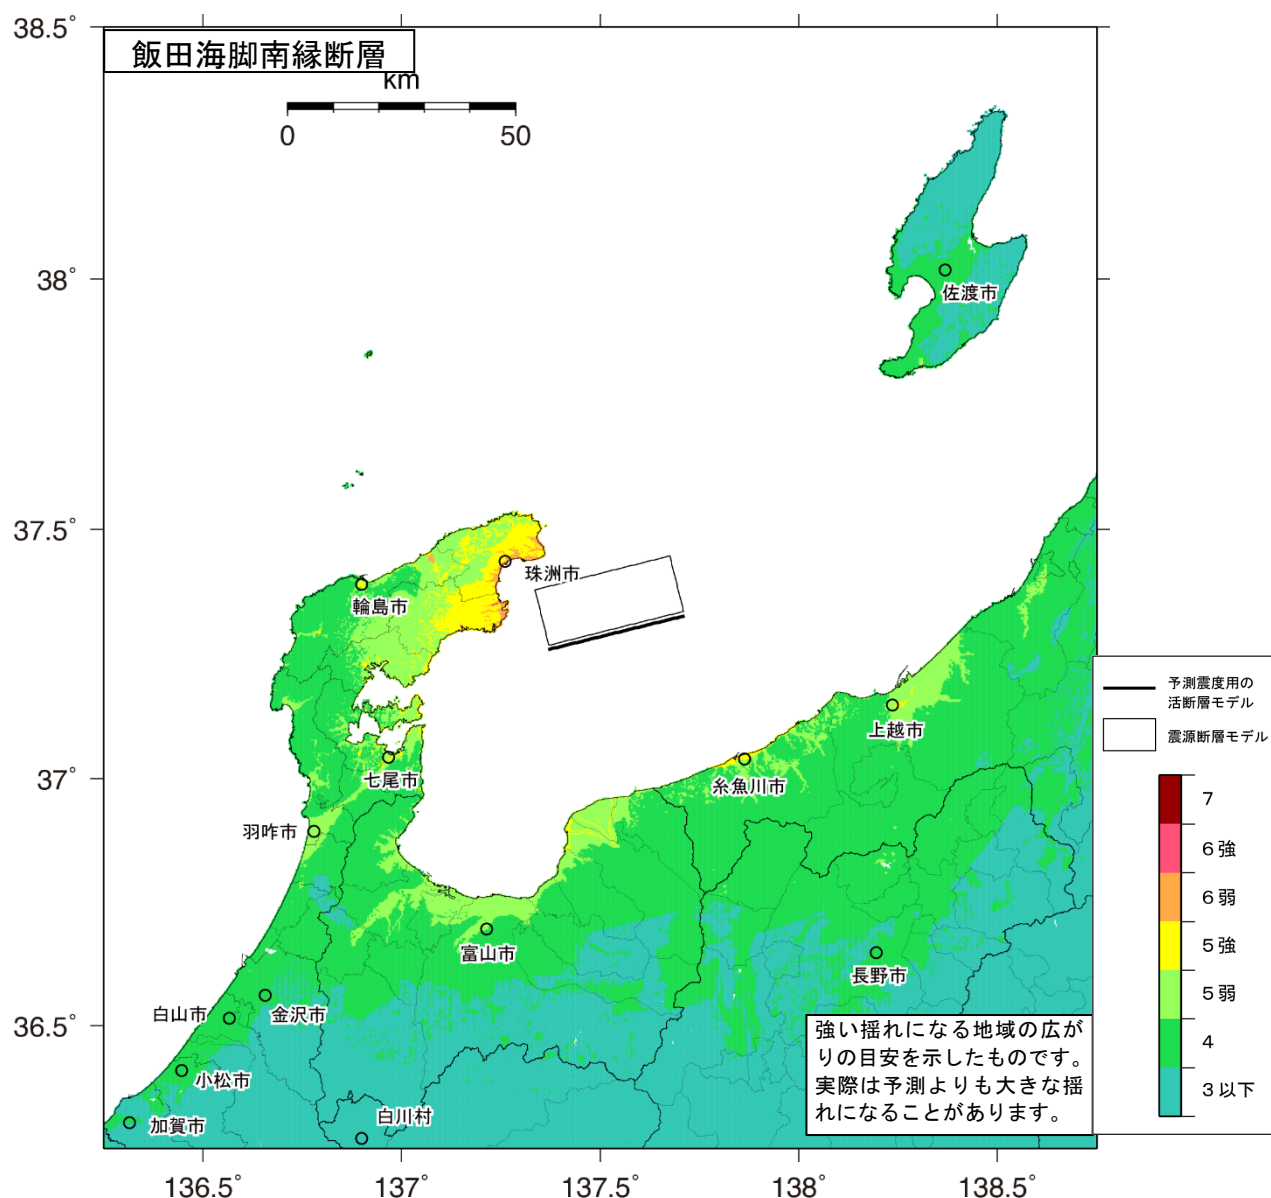 飯田海脚南縁断層
km
0 50
38.5°
38°
37.5°
37°
36.5°
136.5° 137° 137.5° 138° 138.5°
佐渡市
珠洲市
輪島市
上越市
七尾市
糸魚川市
羽咋市
富山市
長野市
白山市
金沢市
小松市
白川村
加賀市
予測震度用の
活断層モデル
震源断層モデル
7
6強
6弱
5強
5弱
4
3以下
強い揺れになる地域の広が
りの目安を示したものです。
実際は予測よりも大きな揺
れになることがあります。